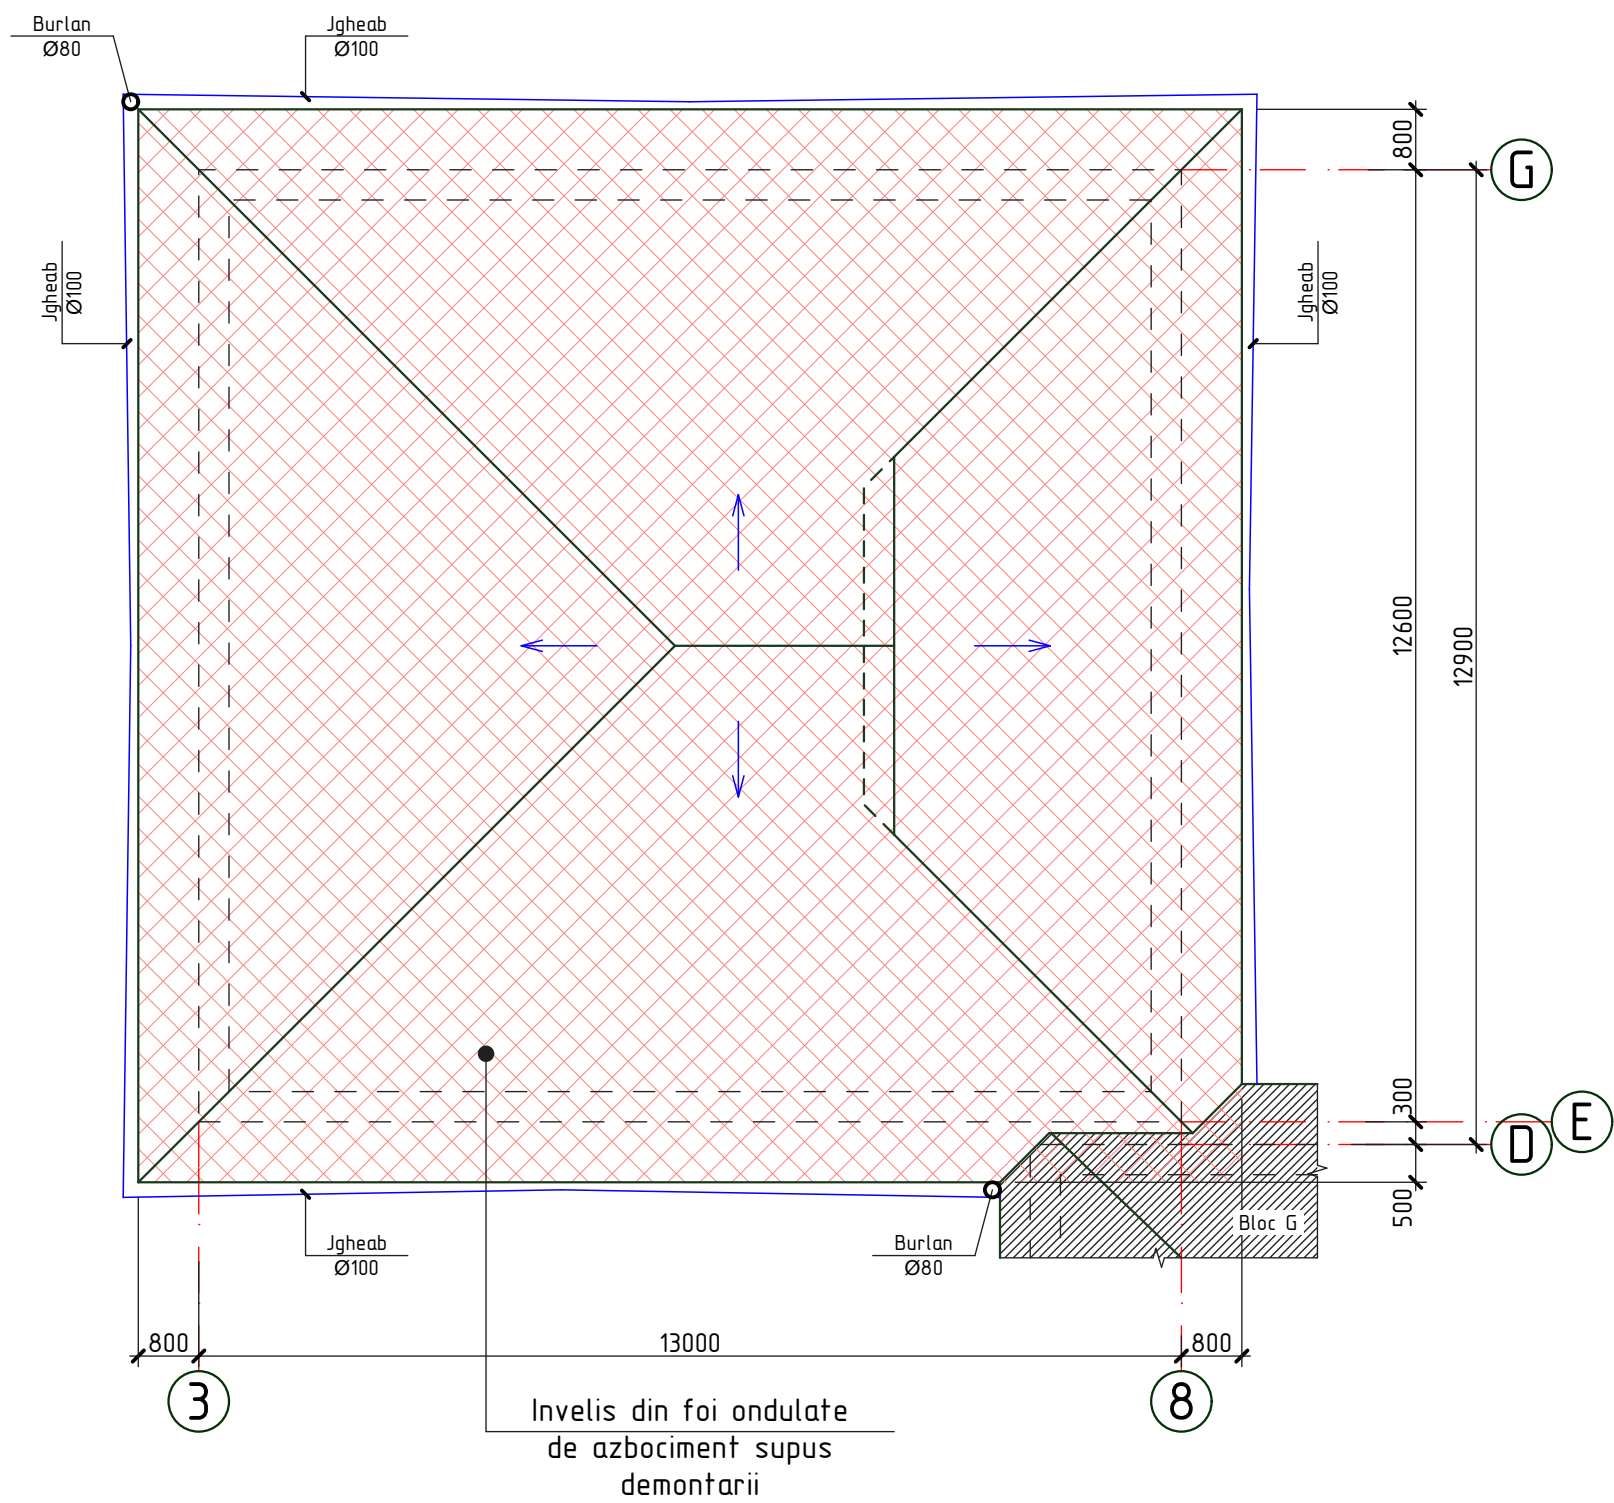 Burlan
Ø80
Jgheab
Ø100
800
G
Jgheab
Ø100
Jgheab
Ø100
12600
12900
300
E
D
500
Bloc G
Jgheab
Ø100
Burlan
Ø80
800
13000
800
3
8
Invelis din foi ondulate
de azbociment supus
demontarii